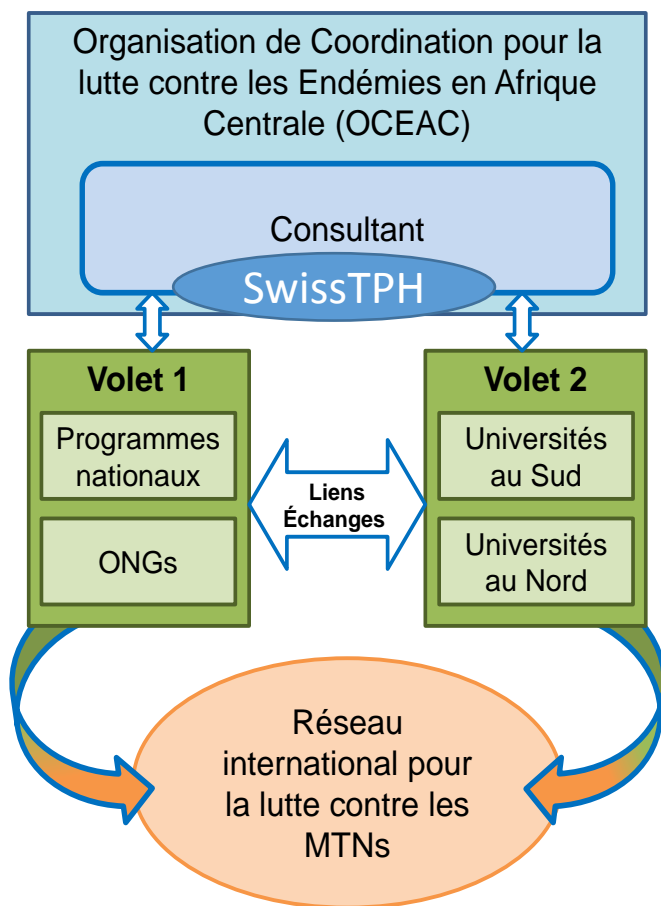 Organisation de Coordination pour la
lutte contre les Endémies en Afrique
Centrale (OCEAC)
Consultant
SwissTPH
Volet 1
Programmes
nationaux
ONGs
Liens
Échanges
Volet 2
Universités
au Sud
Universités
au Nord
Réseau
international pour
la lutte contre les
MTNs